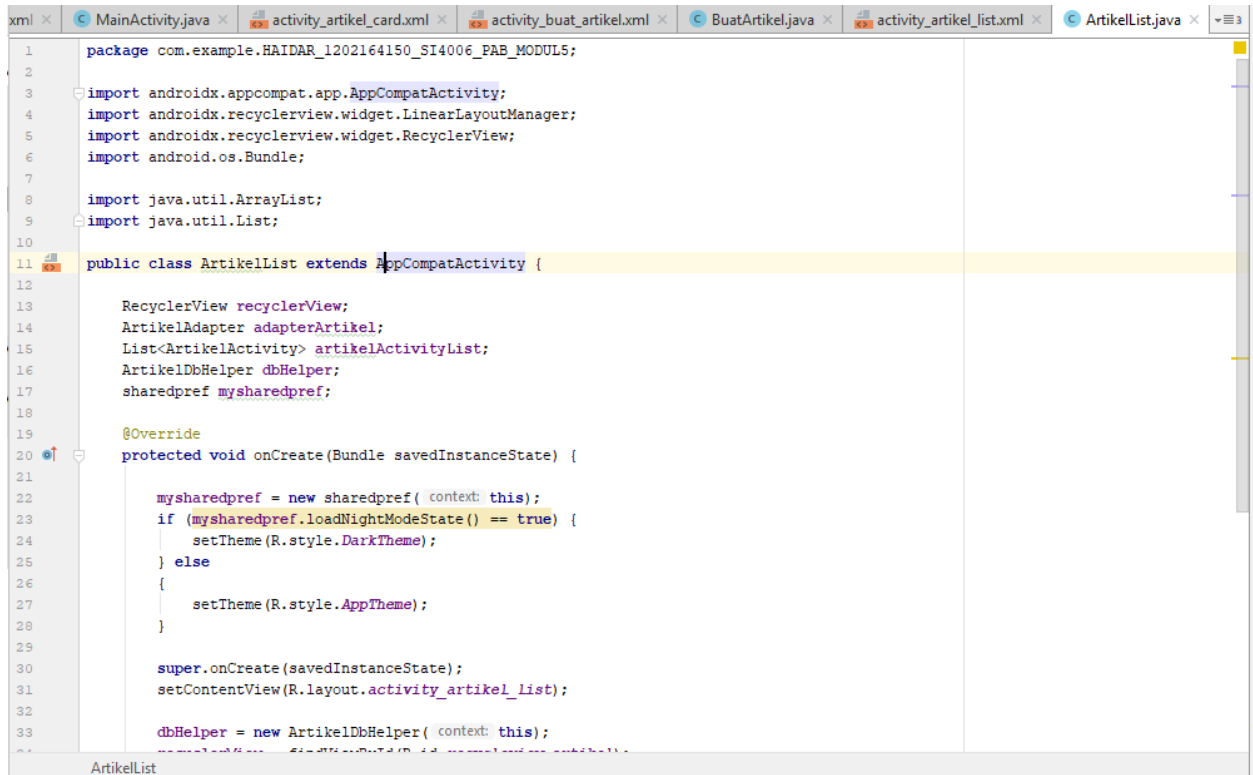 xml MainActivity.java activity_artikel_card.xml activity_buat_artikel.xml BuatArtikel.java activity_artikel_list.xml ArtikelList.java 3
1 package com.example.HAIDAR_1202164150_SI4006_PAB_MODUL5;
2
3 import androidx.appcompat.app.AppCompatActivity;
4 import androidx.recyclerview.widget.LinearLayoutManager;
5 import androidx.recyclerview.widget.RecyclerView;
6 import android.os.Bundle;
7
8 import java.util.ArrayList;
9 import java.util.List;
10
11 public class ArtikelList extends AppCompatActivity {
12
13 RecyclerView recyclerView;
14 ArtikelAdapter adapterArtikel;
15 List<ArtikelActivity> artikelActivityList;
16 ArtikelDbHelper dbHelper;
17 sharedpref mysharedpref;
18
19 @Override
20 protected void onCreate(Bundle savedInstanceState) {
21
22 mysharedpref = new sharedpref( context: this);
23 if (mysharedpref.loadNightModeState() == true) {
24 setTheme(R.style.DarkTheme);
25 } else
26 {
27 setTheme(R.style.AppTheme);
28 }
29
30 super.onCreate(savedInstanceState);
31 setContentView(R.layout.activity_artikel_list);
32
33 dbHelper = new ArtikelDbHelper( context: this);
ArtikelList